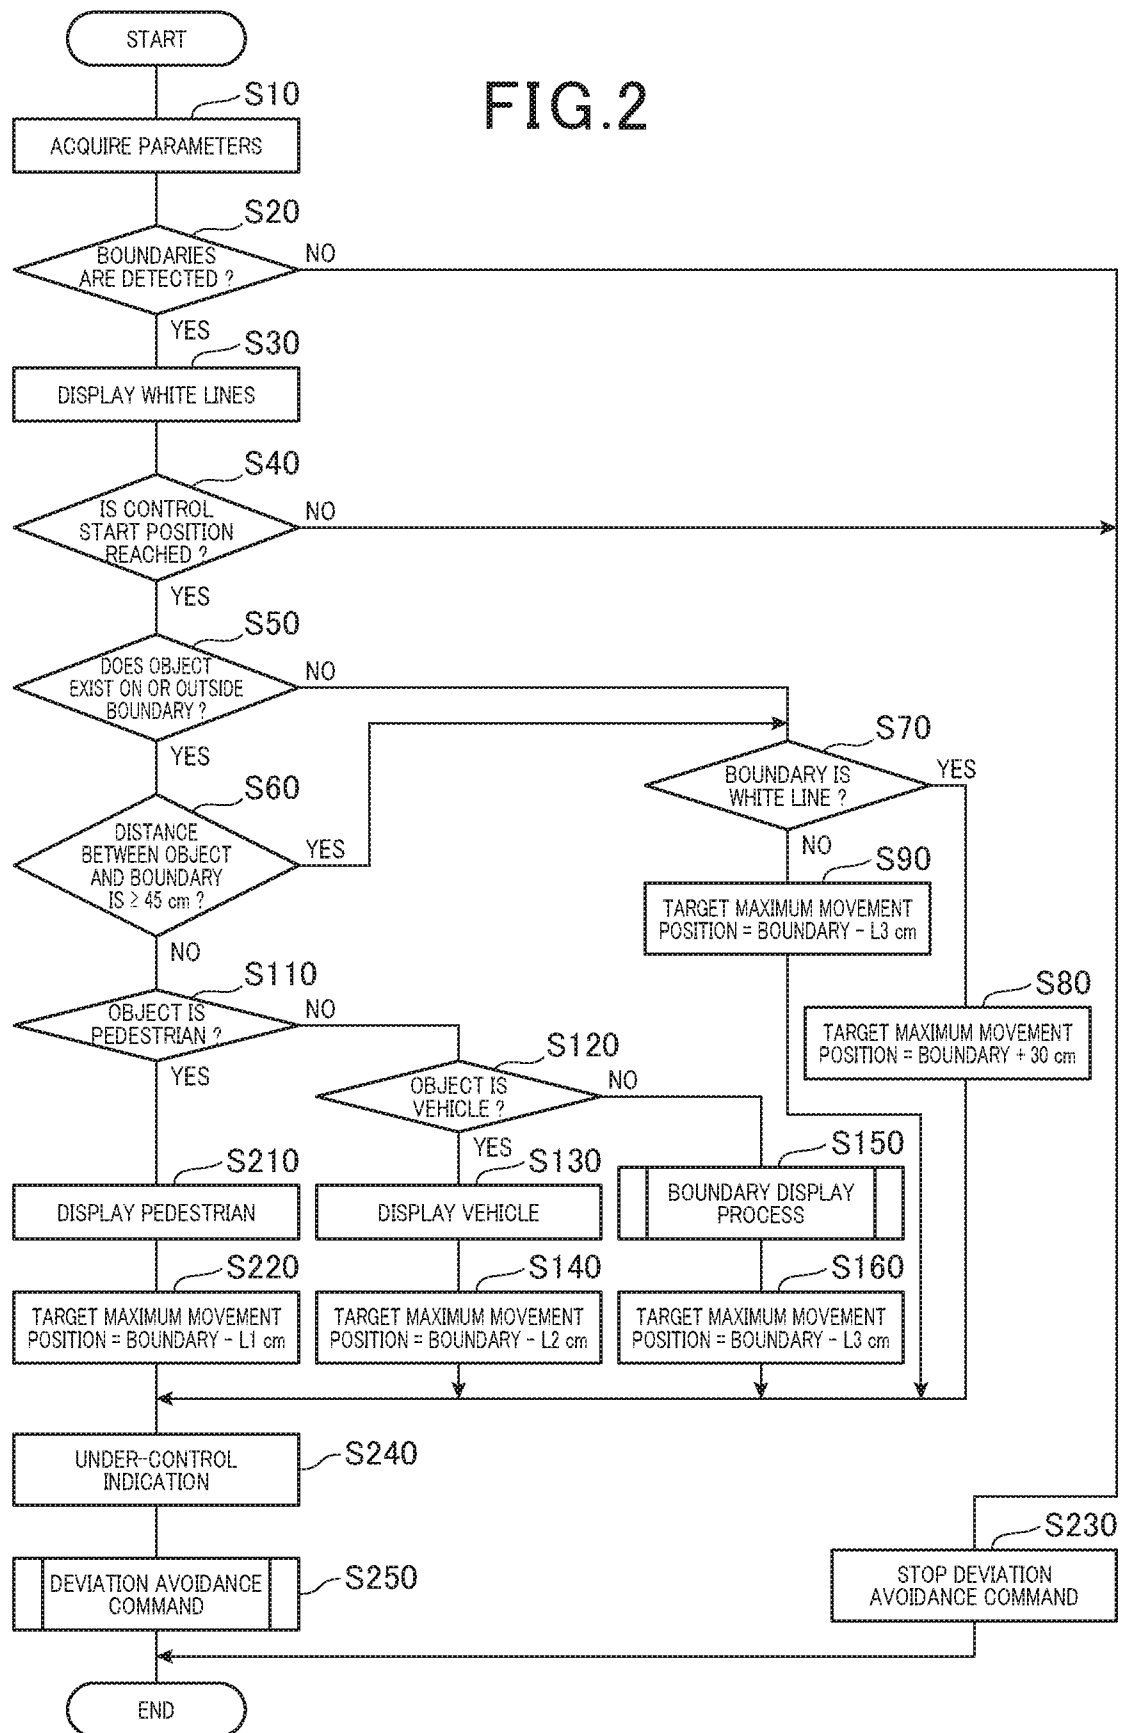 START
FIG.2
S10
ACQUIRE PARAMETERS
S20
BOUNDARIES
ARE DETECTED ?
NO
YES
S30
DISPLAY WHITE LINES
S40
IS CONTROL
START POSITION
REACHED ?
NO
YES
S50
DOES OBJECT
EXIST ON OR OUTSIDE
BOUNDARY ?
NO
YES
S60
DISTANCE
BETWEEN OBJECT
AND BOUNDARY
IS ≥ 45 cm ?
YES
NO
S70
BOUNDARY IS
WHITE LINE ?
YES
NO
S90
TARGET MAXIMUM MOVEMENT
POSITION = BOUNDARY − L3 cm
S80
TARGET MAXIMUM MOVEMENT
POSITION = BOUNDARY + 30 cm
S110
OBJECT IS
PEDESTRIAN ?
NO
YES
S120
OBJECT IS
VEHICLE ?
NO
YES
S210
DISPLAY PEDESTRIAN
S130
DISPLAY VEHICLE
S150
BOUNDARY DISPLAY
PROCESS
S220
TARGET MAXIMUM MOVEMENT
POSITION = BOUNDARY − L1 cm
S140
TARGET MAXIMUM MOVEMENT
POSITION = BOUNDARY − L2 cm
S160
TARGET MAXIMUM MOVEMENT
POSITION = BOUNDARY − L3 cm
UNDER-CONTROL
INDICATION
S240
DEVIATION AVOIDANCE
COMMAND
S250
S230
STOP DEVIATION
AVOIDANCE COMMAND
END